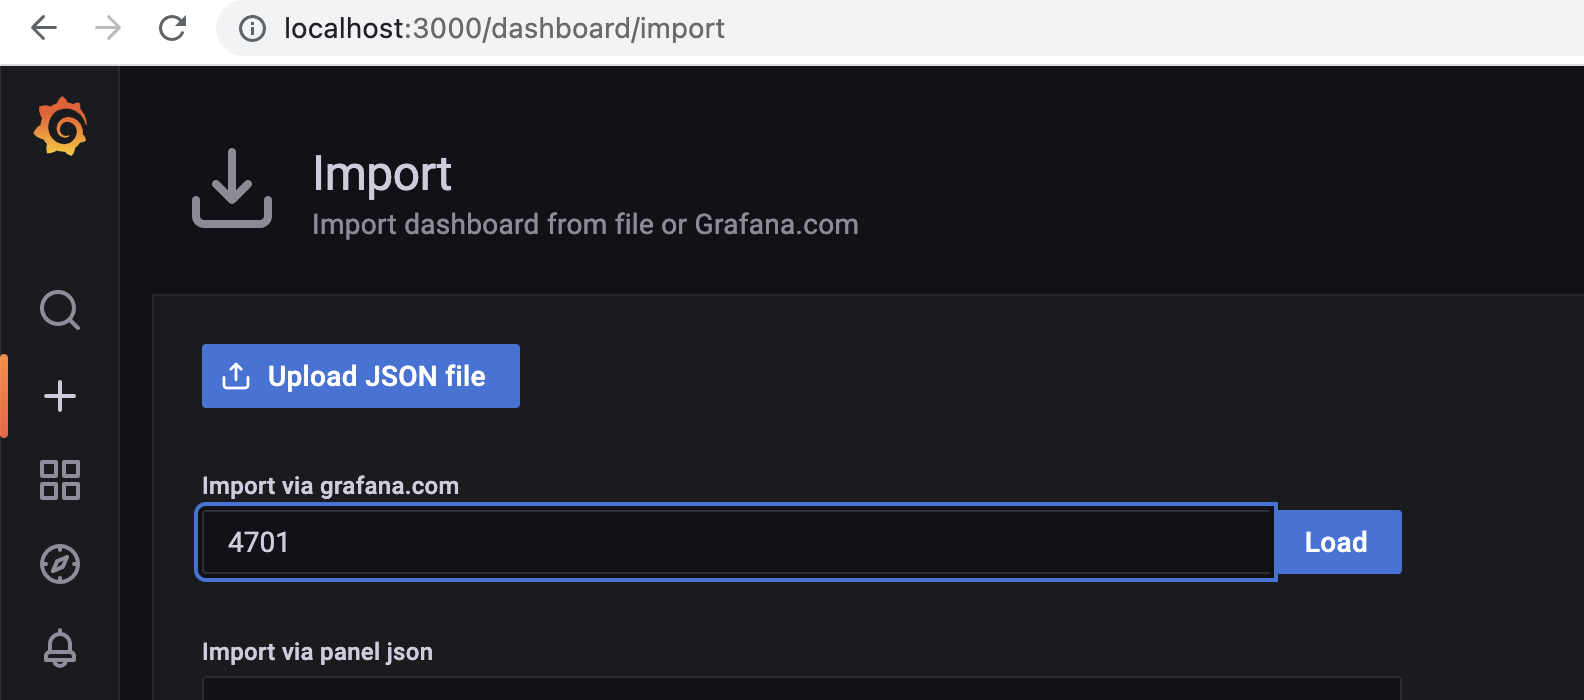 localhost:3000/dashboard/import
Import
Import dashboard from file or Grafana.com
Upload JSON file
Import via grafana.com
4701
Load
Import via panel json